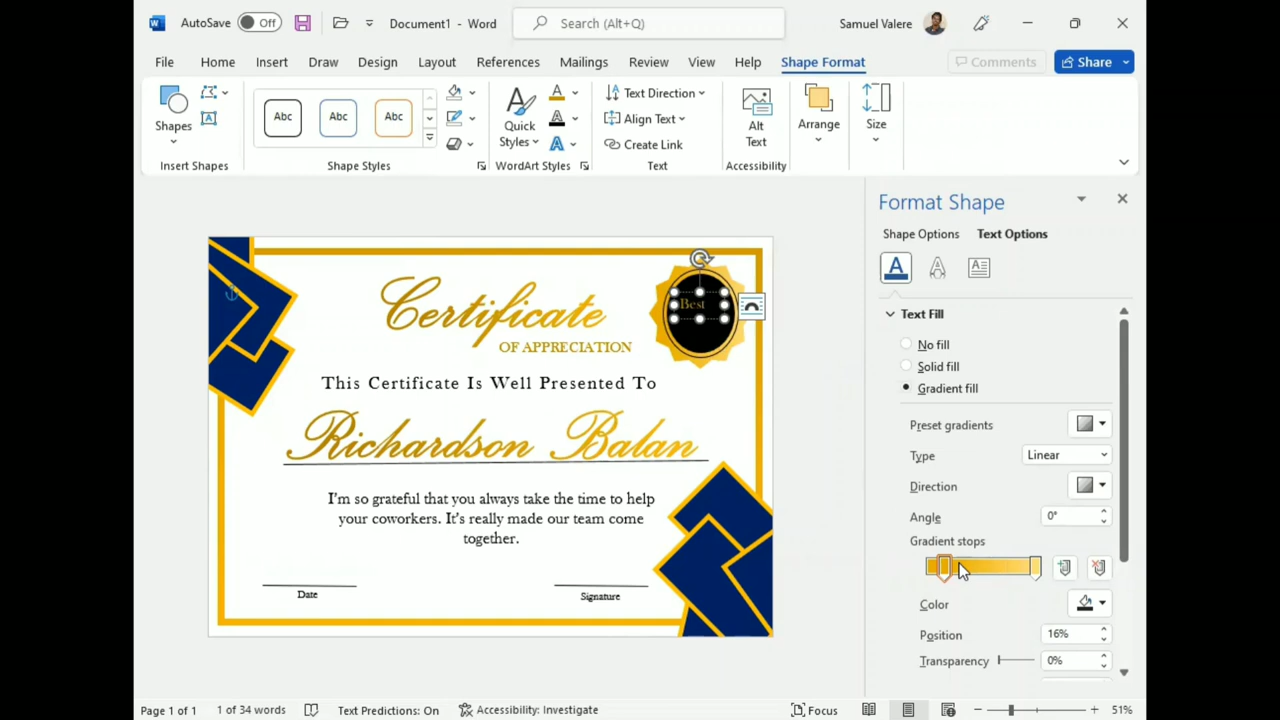 AutoSave Off Document1 - Word Search (Alt+Q) Samuel Valere
File Home Insert Draw Design Layout References Mailings Review View Help Shape Format Comments Share
Shapes
Insert Shapes
Abc Abc Abc
Shape Styles
Quick
Styles
WordArt Styles
Text Direction
Align Text
Create Link
Text
Alt
Text
Accessibility
Arrange
Size
Format Shape
Shape Options Text Options
Text Fill
No fill
Solid fill
Gradient fill
Preset gradients
Type Linear
Direction
Angle 0°
Gradient stops
Color
Position 16%
Transparency 0%
Certificate
OF APPRECIATION
Best
This Certificate Is Well Presented To
Richardson Balan
I'm so grateful that you always take the time to help
your coworkers. It's really made our team come
together.
Date Signature
Page 1 of 1 1 of 34 words Text Predictions: On Accessibility: Investigate Focus 51%